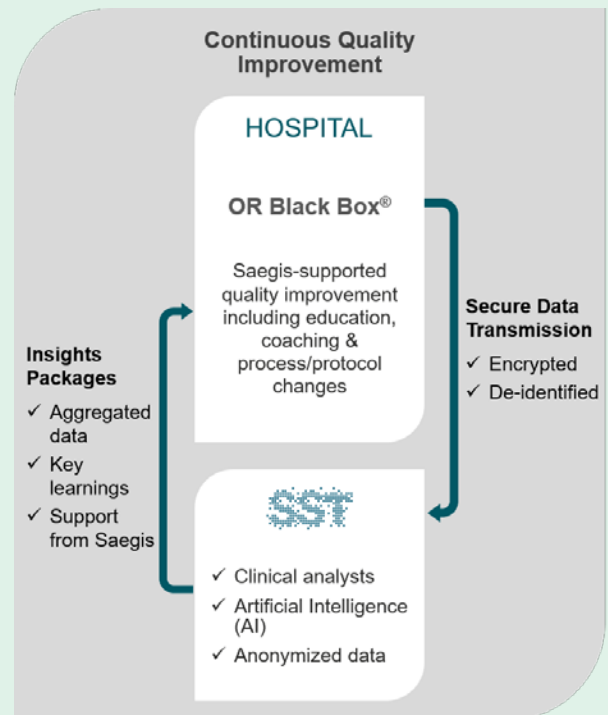 Continuous Quality
Improvement
HOSPITAL
OR Black Box®
Saegis-supported
quality improvement
including education,
coaching &
process/protocol
changes
Secure Data
Transmission
✓ Encrypted
✓ De-identified
Insights
Packages
✓ Aggregated
data
✓ Key
learnings
✓ Support
from Saegis
SST
✓ Clinical analysts
✓ Artificial Intelligence
(AI)
✓ Anonymized data